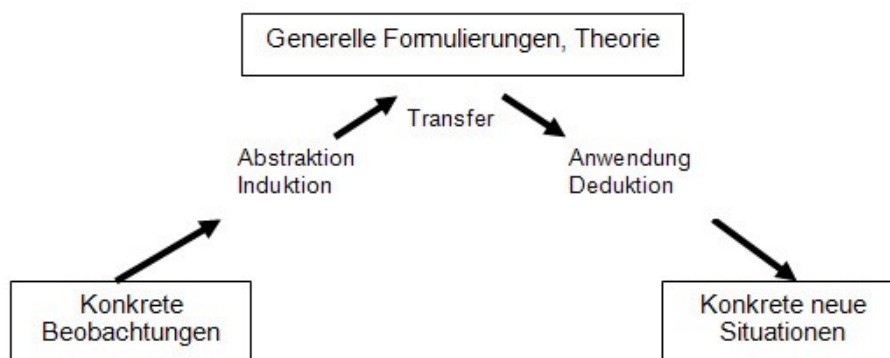 Generelle Formulierungen, Theorie
Transfer
Abstraktion
Induktion
Anwendung
Deduktion
Konkrete
Beobachtungen
Konkrete neue
Situationen